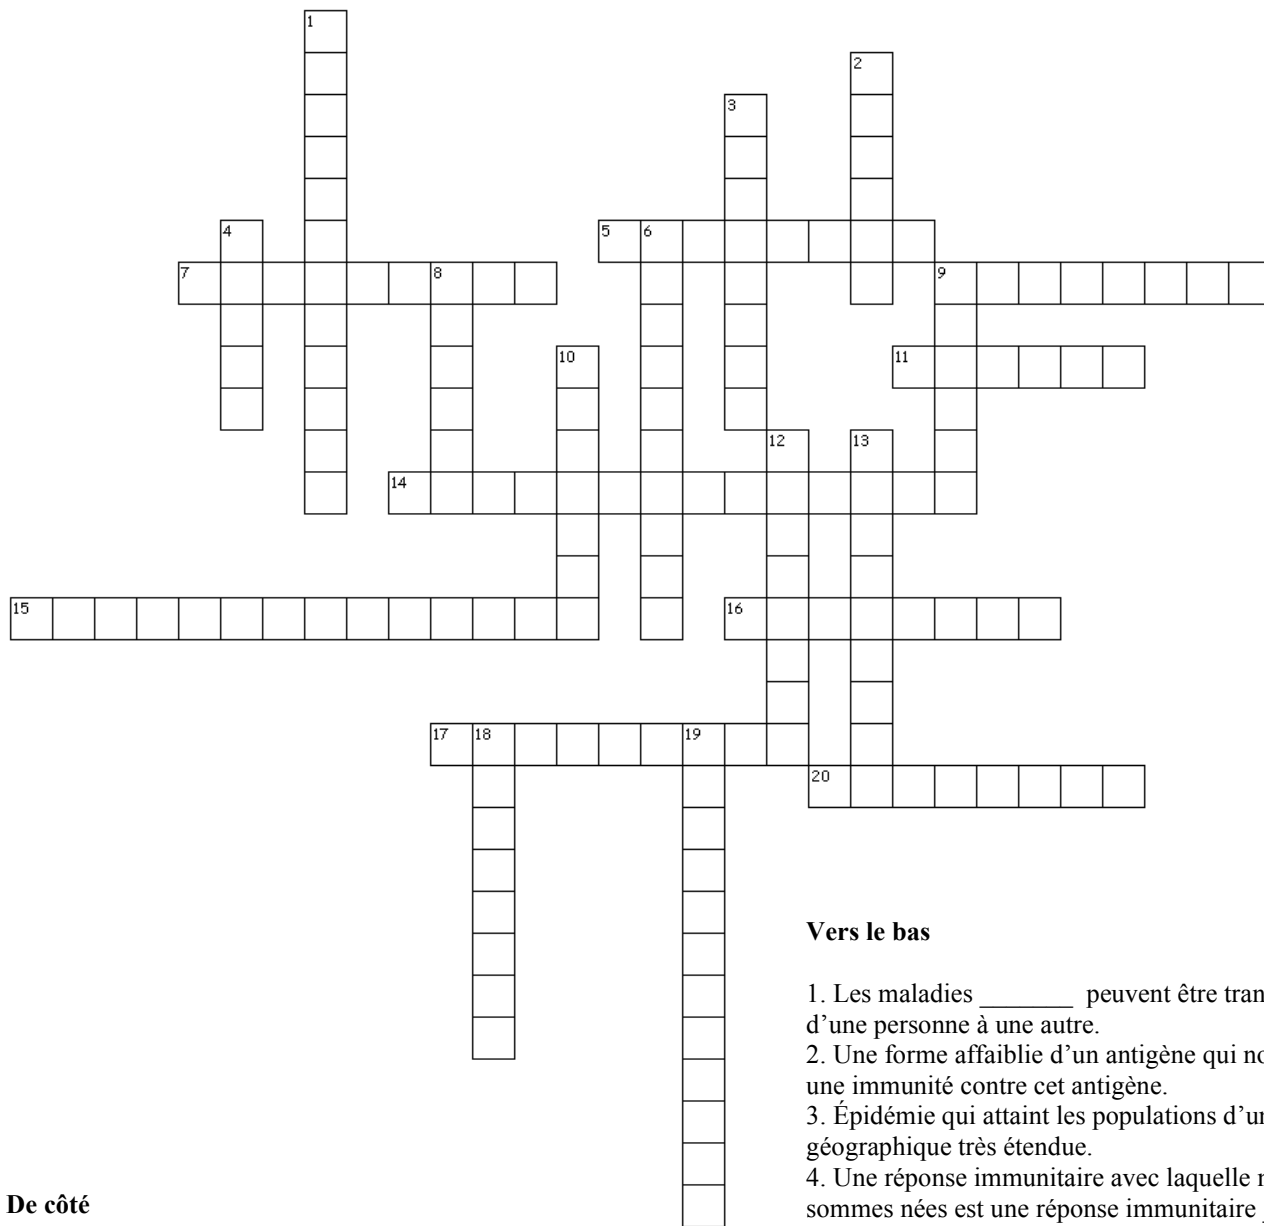 1
2
3
4
5
6
7
8
9
10
11
12
13
14
15
16
17
18
19
20
Vers le bas
1. Les maladies _______ peuvent être
d’une personne à une autre.
2. Une forme affaiblie d’un antigène qui
une immunité contre cet antigène.
3. Épidémie qui attaint les populations
géographique très étendue.
4. Une réponse immunitaire avec laquelle
sommes nées est une réponse immunitaire
De côté